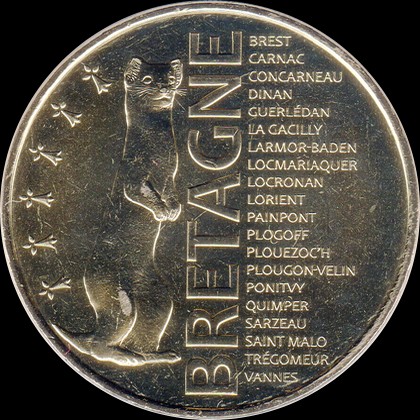 BRETAGNE
BREST
CARNAC
CONCARNEAU
DINAN
GUERLÉDAN
LA GACILLY
LARMOR-BADEN
LOCMARIAQUER
LOCRONAN
LORIENT
PAINPONT
PLOGOFF
PLOUEZOC'H
PLOUGON-VELIN
PONITVY
QUIMPER
SARZEAU
SAINT MALO
TRÉGOMEUR
VANNES